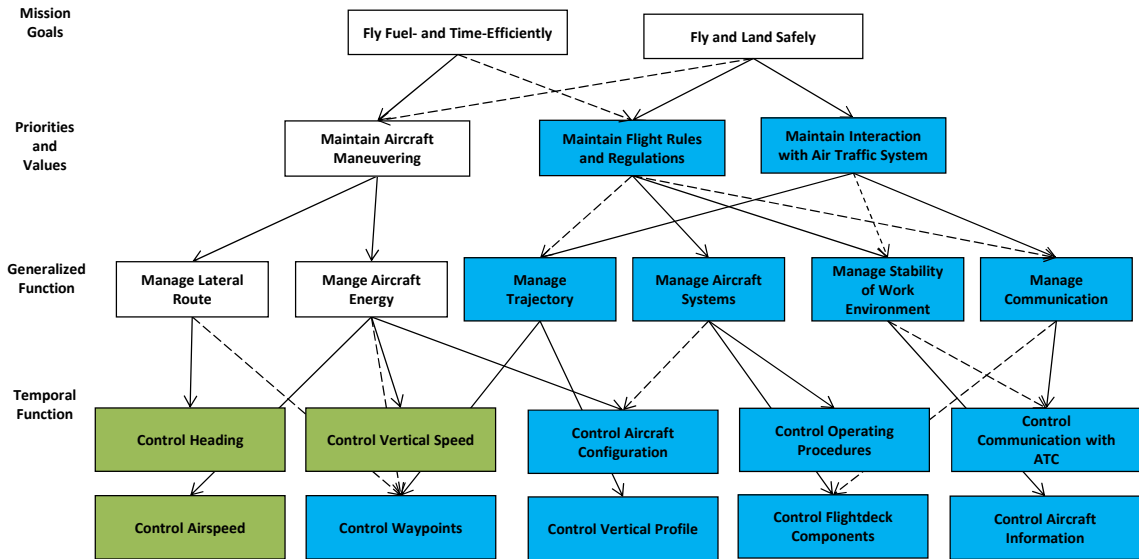 Mission
Goals
Fly Fuel- and Time-Efficiently
Fly and Land Safely
Priorities
and
Values
Maintain Aircraft
Maneuvering
Maintain Flight Rules
and Regulations
Maintain Interaction
with Air Traffic System
Generalized
Function
Manage Lateral
Route
Mange Aircraft
Energy
Manage
Trajectory
Manage Aircraft
Systems
Manage Stability
of Work
Environment
Manage
Communication
Temporal
Function
Control Heading
Control Vertical Speed
Control Aircraft
Configuration
Control Operating
Procedures
Control
Communication with
ATC
Control Airspeed
Control Waypoints
Control Vertical Profile
Control Flightdeck
Components
Control Aircraft
Information